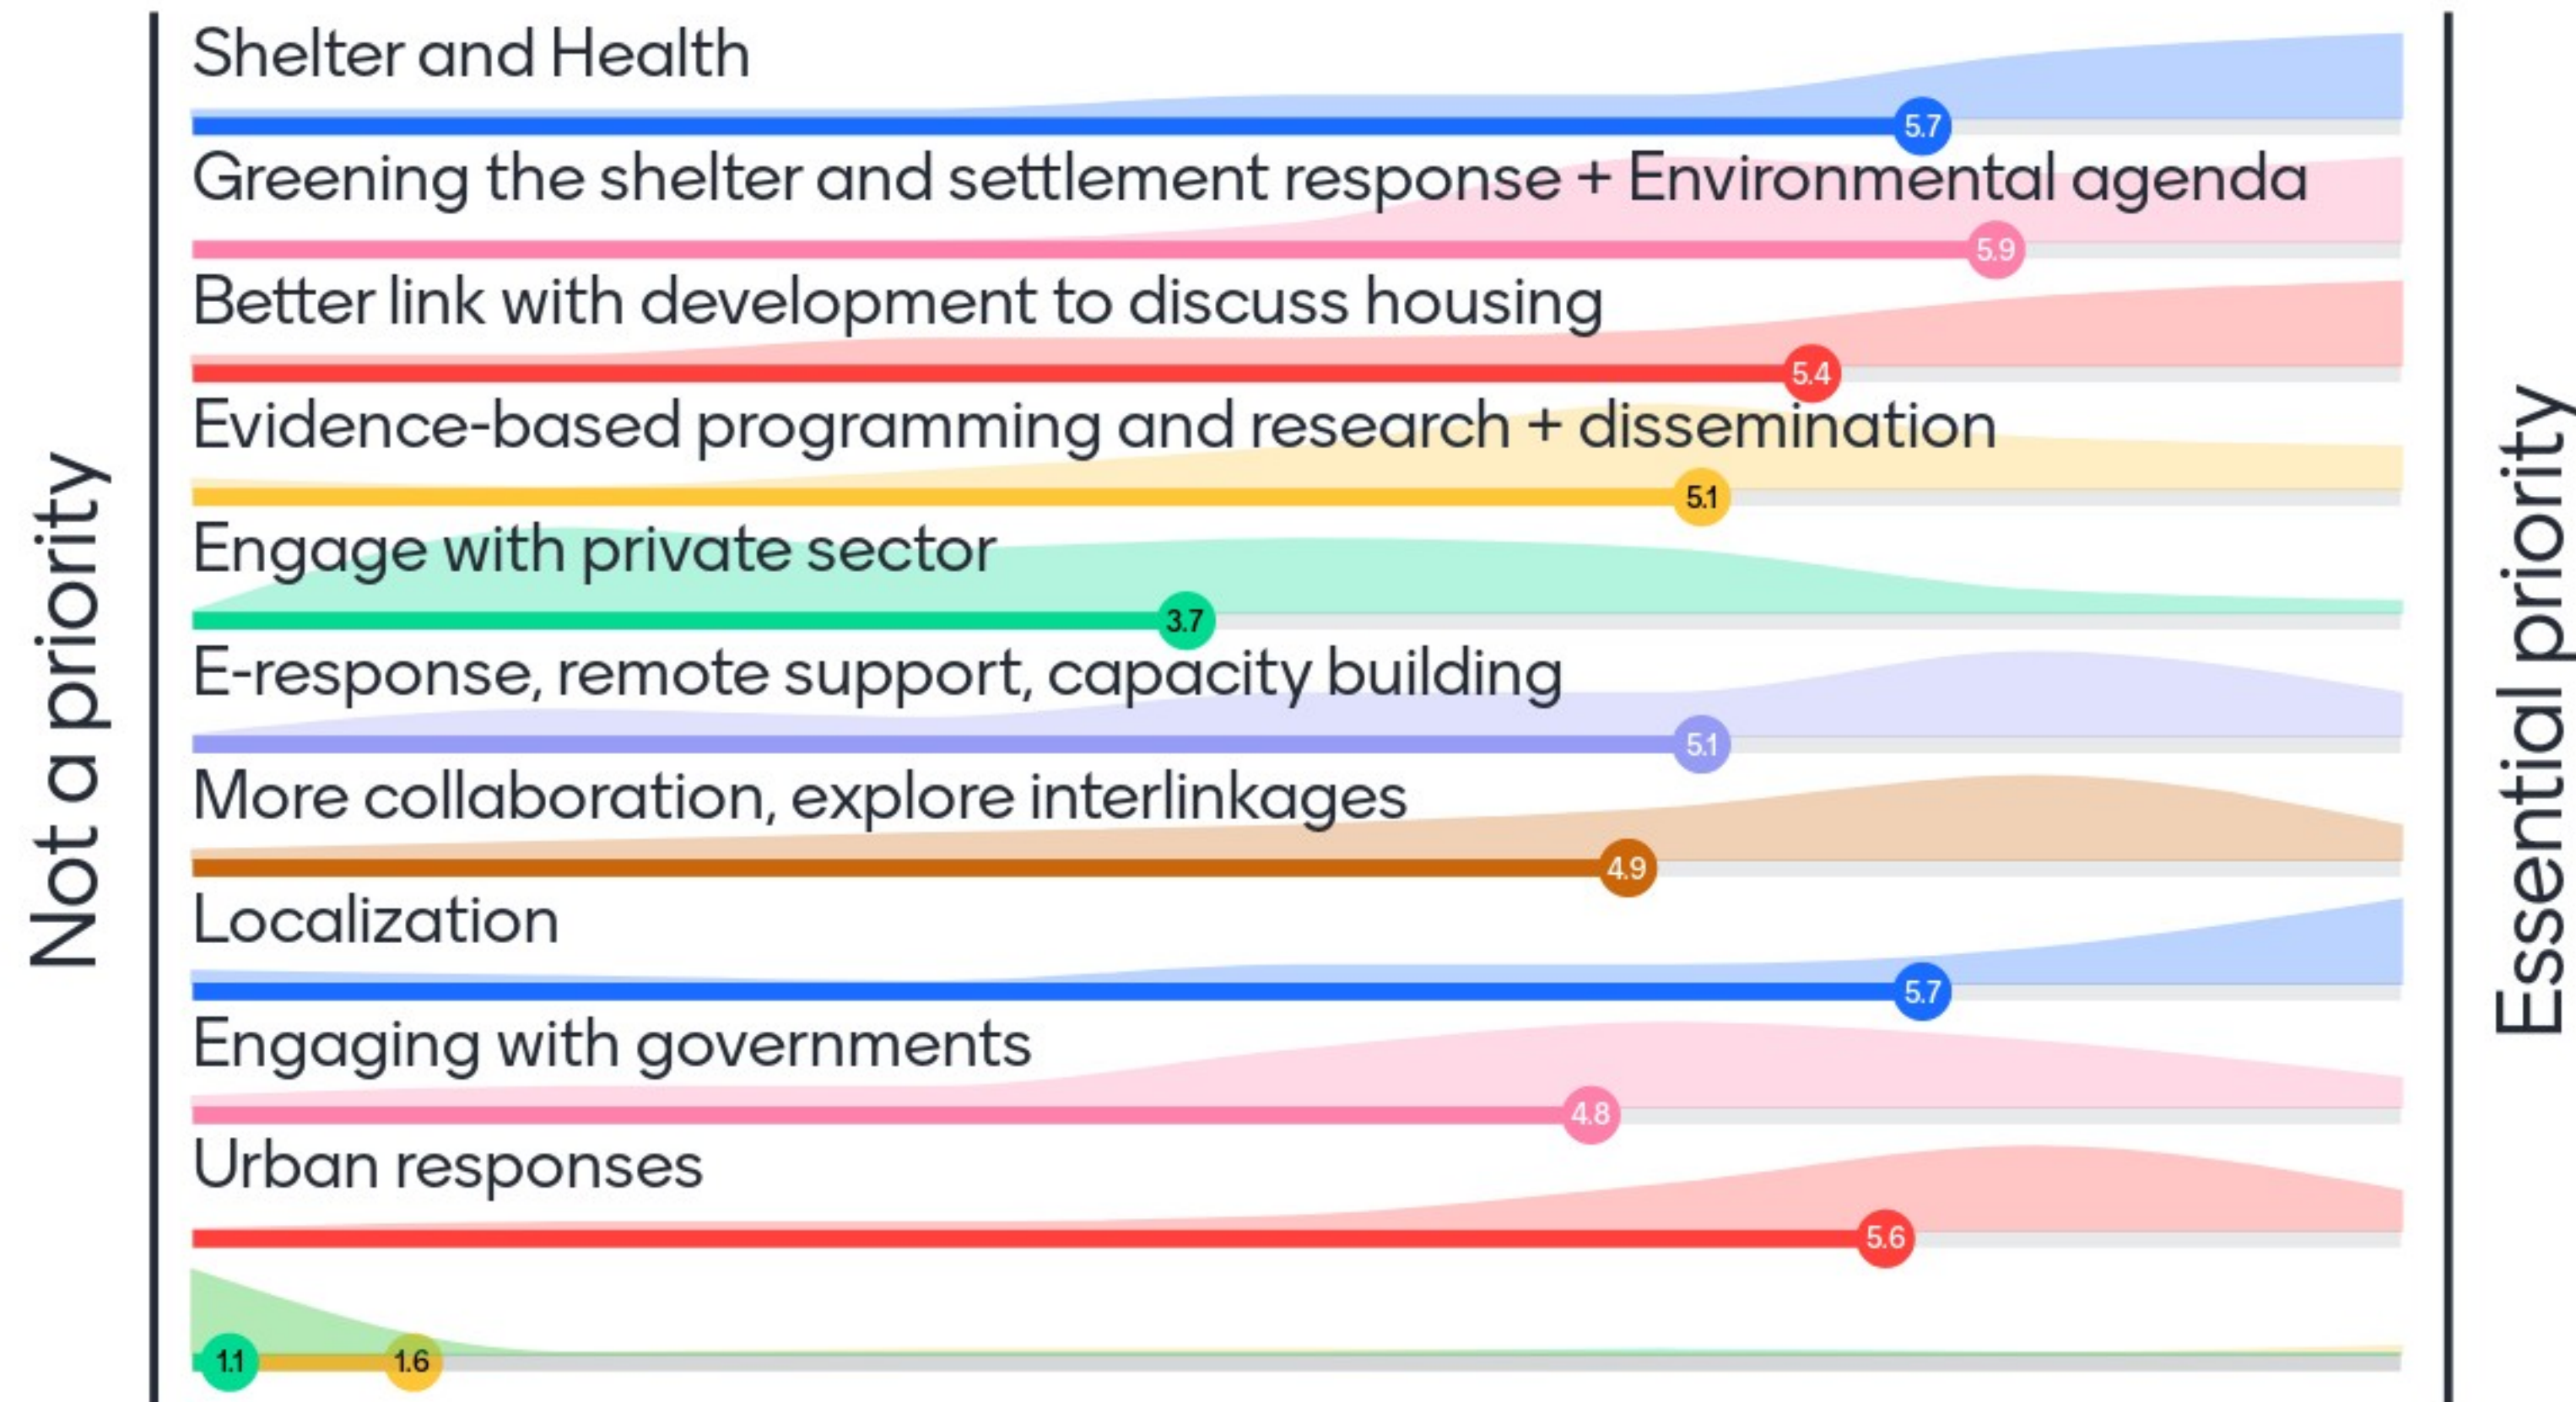 Not a priority
Shelter and Health
5.7
Greening the shelter and settlement response + Environmental agenda
5.9
Better link with development to discuss housing
5.4
Evidence-based programming and research + dissemination
5.1
Engage with private sector
3.7
E-response, remote support, capacity building
5.1
More collaboration, explore interlinkages
4.9
Localization
5.7
Engaging with governments
4.8
Urban responses
5.6
1.1 1.6
Essential priority